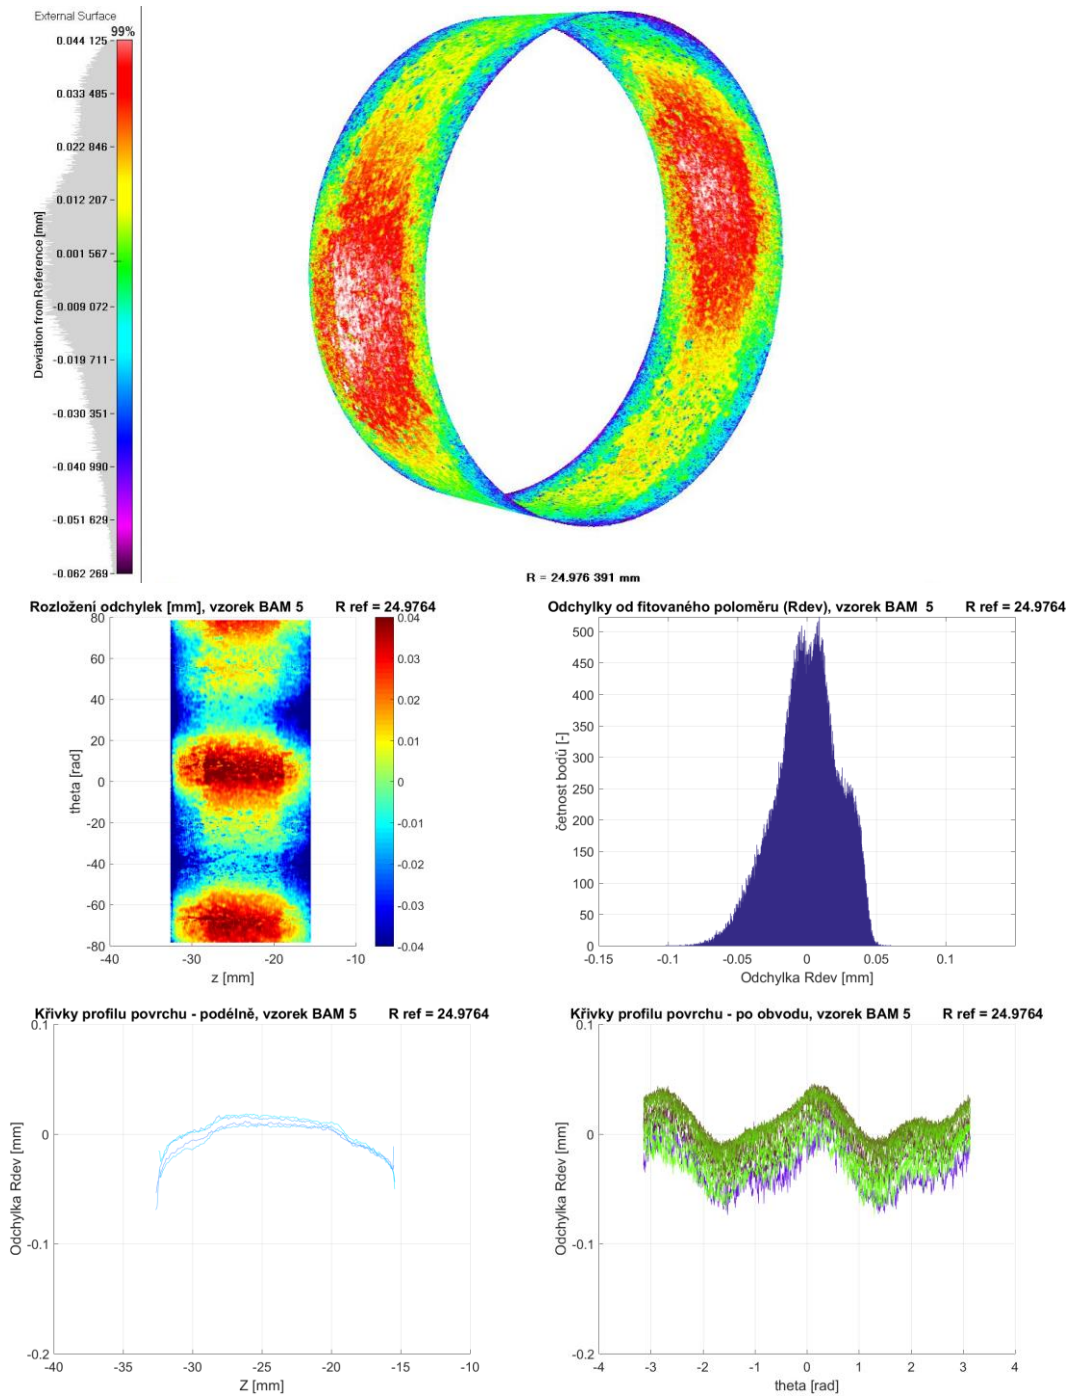 External Surface
99%
0.044 125
0.033 485
0.022 846
0.012 207
0.001 567
-0.009 072
-0.019 711
-0.030 351
-0.040 990
-0.051 629
-0.062 269
Deviation from Reference [mm]
R = 24.976 391 mm
Rozložení odchylek [mm], vzorek BAM 5 R ref = 24.9764
80
60
40
20
0
-20
-40
-60
-80
theta [rad]
-40 -30 -20 -10
z [mm]
0.04
0.03
0.02
0.01
0
-0.01
-0.02
-0.03
-0.04
Odchylky od fitovaného poloměru (Rdev), vzorek BAM 5 R ref = 24.9764
500
450
400
350
300
250
200
150
100
50
0
četnost bodů [-]
-0.15 -0.1 -0.05 0 0.05 0.1
Odchylka Rdev [mm]
Křivky profilu povrchu - podélně, vzorek BAM 5 R ref = 24.9764
0.1
0
-0.1
-0.2
Odchylka Rdev [mm]
-40 -35 -30 -25 -20 -15 -10
Z [mm]
Křivky profilu povrchu - po obvodu, vzorek BAM 5 R ref = 24.9764
0.1
0
-0.1
-0.2
Odchylka Rdev [mm]
-4 -3 -2 -1 0 1 2 3 4
theta [rad]